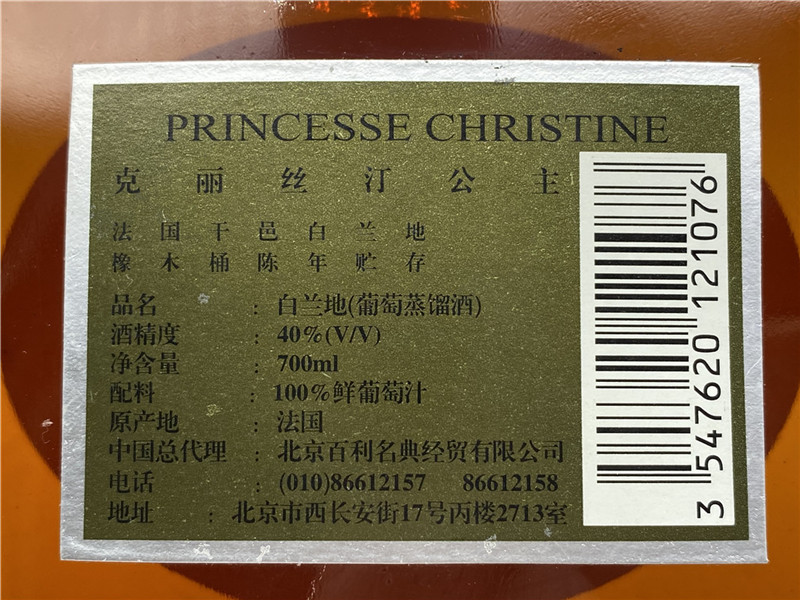 PRINCESSE CHRISTINE
克丽丝汀公主
法国干邑白兰地
橡木桶陈年贮存
品名 : 白兰地(葡萄蒸馏酒)
酒精度 : 40%(V/V)
净含量 : 700ml
配料 : 100%鲜葡萄汁
原产地 : 法国
中国总代理 : 北京百利名典经贸有限公司
电话 : (010)86612157 86612158
地址 : 北京市西长安街17号丙楼2713室
3 547620 121076